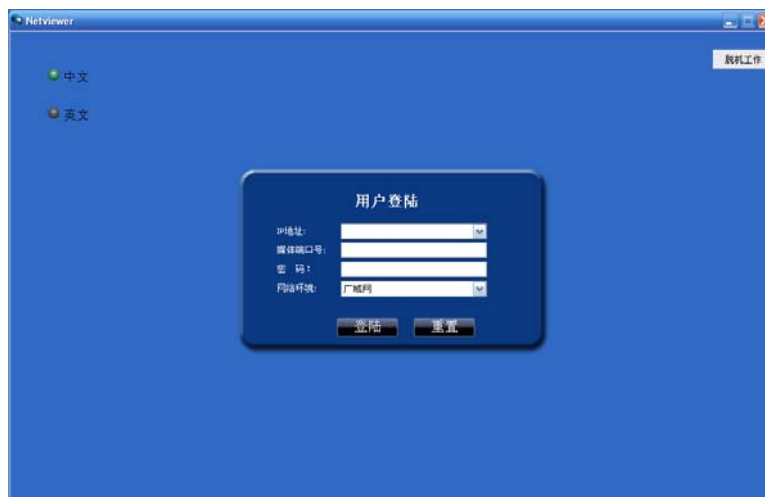 Netviewer
脱机工作
中文
英文
用户登陆
IP地址:
媒体端口号:
密 码:
网络环境: 广域网
登陆 重置